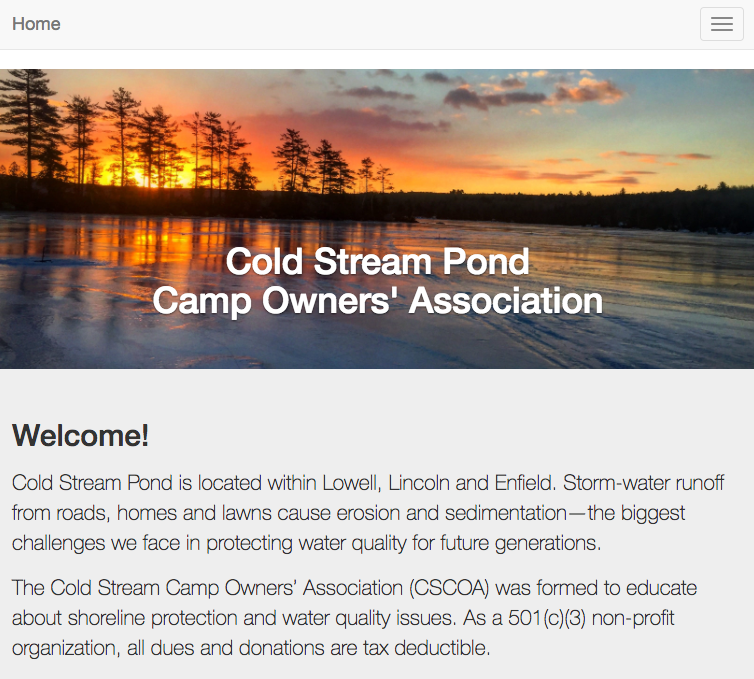 Home
Cold Stream Pond
Camp Owners' Association
Welcome!
Cold Stream Pond is located within Lowell, Lincoln and Enfield. Storm-water runoff
from roads, homes and lawns cause erosion and sedimentation—the biggest
challenges we face in protecting water quality for future generations.
The Cold Stream Camp Owners’ Association (CSCOA) was formed to educate
about shoreline protection and water quality issues. As a 501(c)(3) non-profit
organization, all dues and donations are tax deductible.